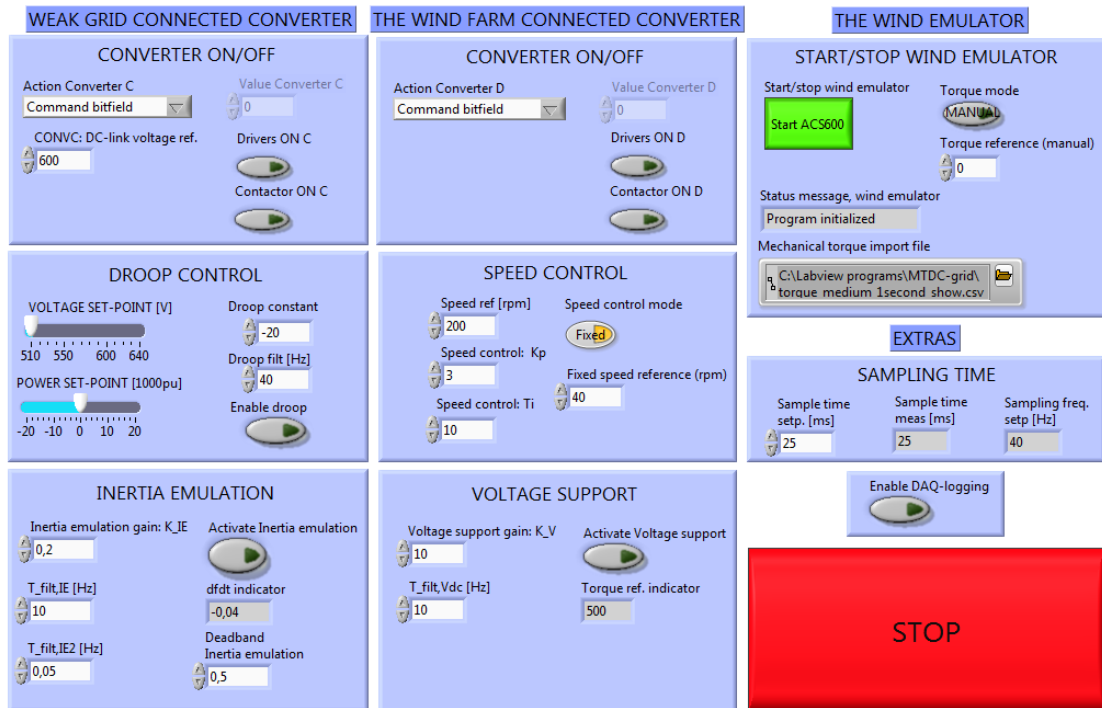 WEAK GRID CONNECTED CONVERTER
CONVERTER ON/OFF
Action Converter C
Command bitfield
Value Converter C
0
CONVC: DC-link voltage ref.
600
Drivers ON C
Contactor ON C
DROOP CONTROL
VOLTAGE SET-POINT [V]
510 550 600 640
POWER SET-POINT [1000pu]
-20 -10 0 10 20
Droop constant
-20
Droop filt [Hz]
40
Enable droop
INERTIA EMULATION
Inertia emulation gain: K_IE
0,2
T_filt,IE [Hz]
10
T_filt,IE2 [Hz]
0,05
Activate Inertia emulation
dfdt indicator
-0,04
Deadband
Inertia emulation
0,5
THE WIND FARM CONNECTED CONVERTER
CONVERTER ON/OFF
Action Converter D
Command bitfield
Value Converter D
0
Drivers ON D
Contactor ON D
SPEED CONTROL
Speed ref [rpm]
200
Speed control: Kp
3
Speed control: Ti
10
Speed control mode
Fixed
Fixed speed reference (rpm)
40
VOLTAGE SUPPORT
Voltage support gain: K_V
10
T_filt,Vdc [Hz]
10
Activate Voltage support
Torque ref. indicator
500
THE WIND EMULATOR
START/STOP WIND EMULATOR
Start/stop wind emulator
Start ACS600
Torque mode
MANUAL
Torque reference (manual)
0
Status message, wind emulator
Program initialized
Mechanical torque import file
C:\Labview programs\MTDC-grid\
torque_medium_1second_show.csv
EXTRAS
SAMPLING TIME
Sample time
setp. [ms]
25
Sample time
meas [ms]
25
Sampling freq.
setp [Hz]
40
Enable DAQ-logging
STOP